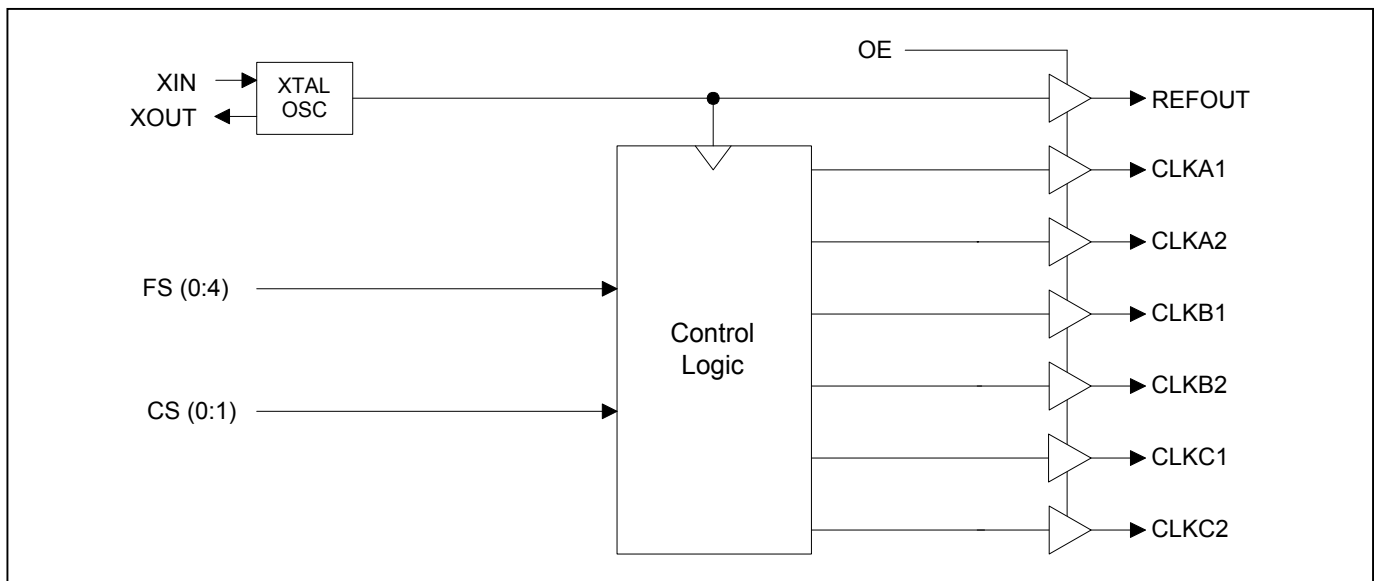 OE
XIN
XTAL
OSC
REFOUT
XOUT
CLKA1
CLKA2
FS (0:4)
CLKB1
Control
Logic
CLKB2
CS (0:1)
CLKC1
CLKC2